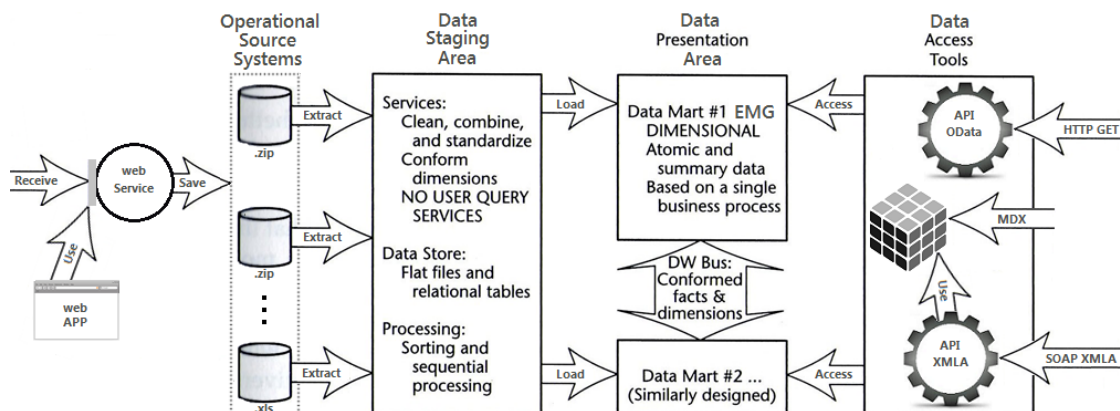 Operational
Source
Systems
Data
Staging
Area
Data
Presentation
Area
Data
Access
Tools
Receive
web
Service
Save
Use
web
APP
.zip
.zip
.xls
Extract
Extract
Extract
Services:
Clean, combine,
and standardize
Conform
dimensions
NO USER QUERY
SERVICES
Data Store:
Flat files and
relational tables
Processing:
Sorting and
sequential
processing
Load
Load
Data Mart #1 EMG
DIMENSIONAL
Atomic and
summary data
Based on a single
business process
DW Bus:
Conformed
facts &
dimensions
Data Mart #2 ...
(Similarly designed)
Access
Access
API
OData
HTTP GET
MDX
Use
API
XMLA
SOAP XMLA